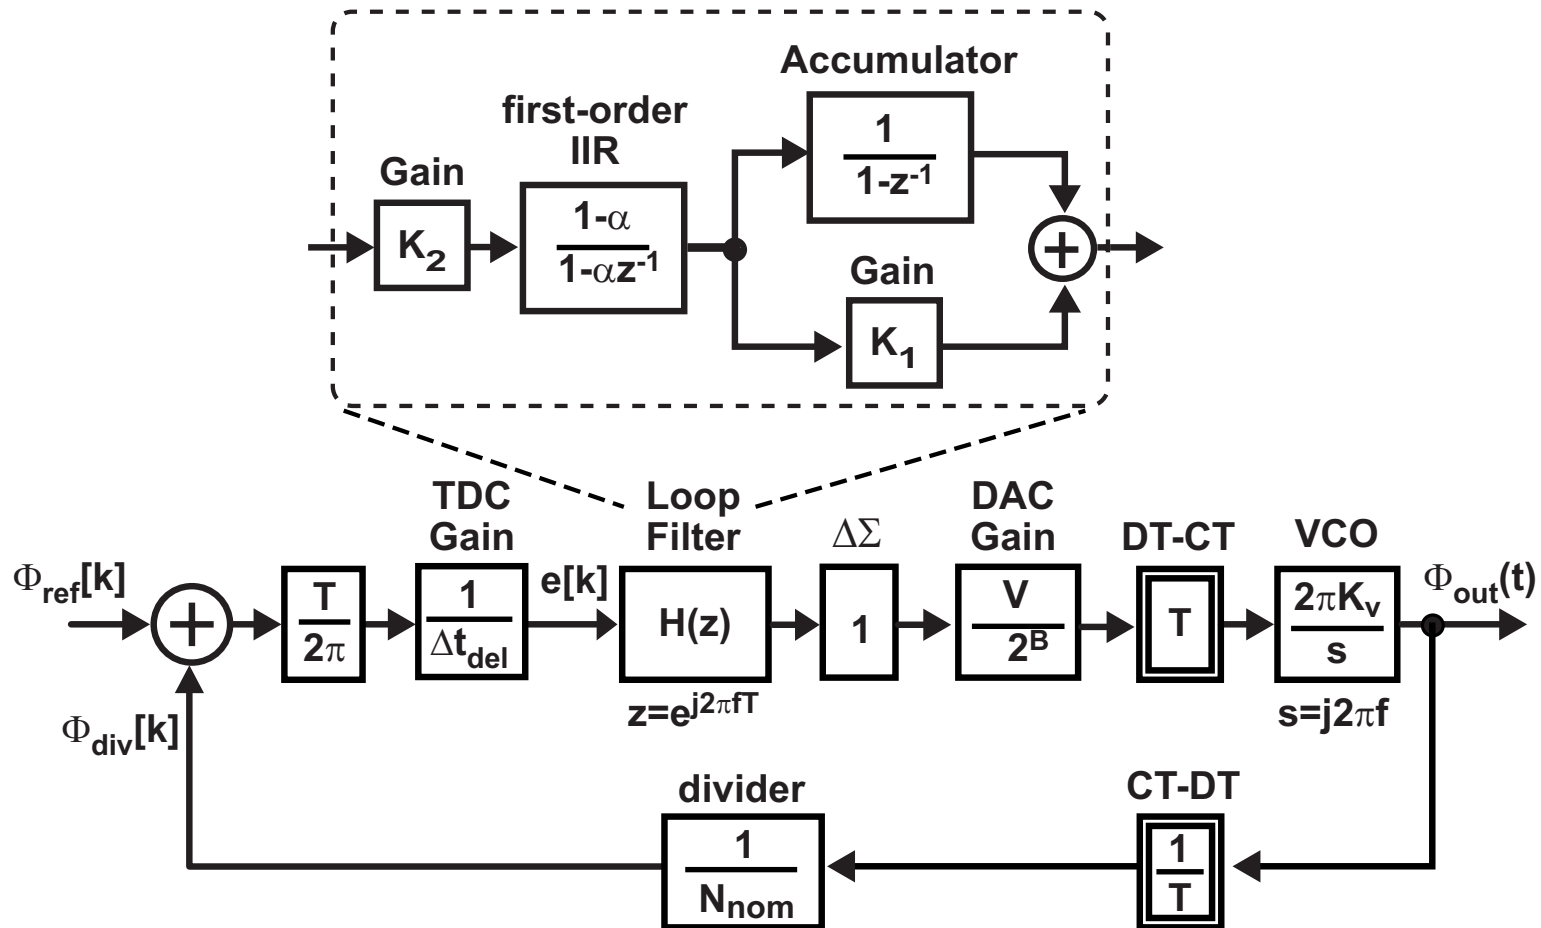 Accumulator
first-order
IIR
Gain
K2
1-α
1-αz-1
1
1-z-1
+
Gain
K1
TDC
Gain
Loop
Filter
ΔΣ
DAC
Gain
DT-CT
VCO
Φref[k]
+
T
2π
1
Δtdel
e[k]
H(z)
1
V
2B
T
2πKv
s
Φout(t)
z=ej2πfT
s=j2πf
Φdiv[k]
divider
CT-DT
1
Nnom
1
T